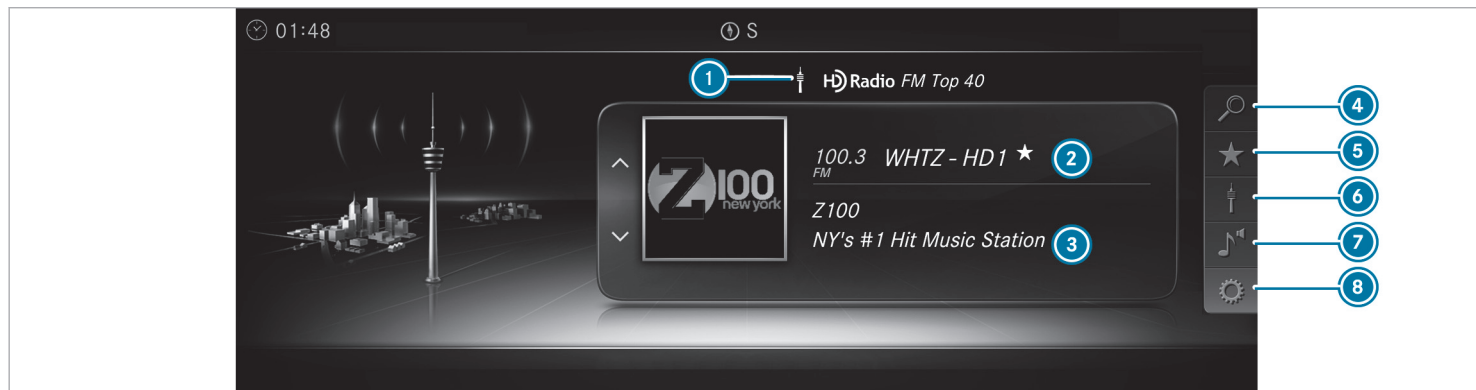 01:48
S
1
HD Radio FM Top 40
4
100.3 WHTZ - HD1 ★ 2
FM
5
Z100 new york
Z100
6
NY's #1 Hit Music Station 3
7
8